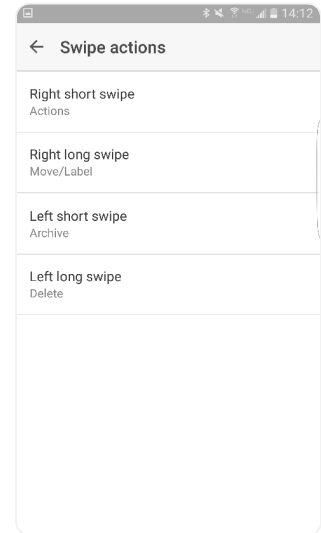 14:12
Swipe actions
Right short swipe
Actions
Right long swipe
Move/Label
Left short swipe
Archive
Left long swipe
Delete